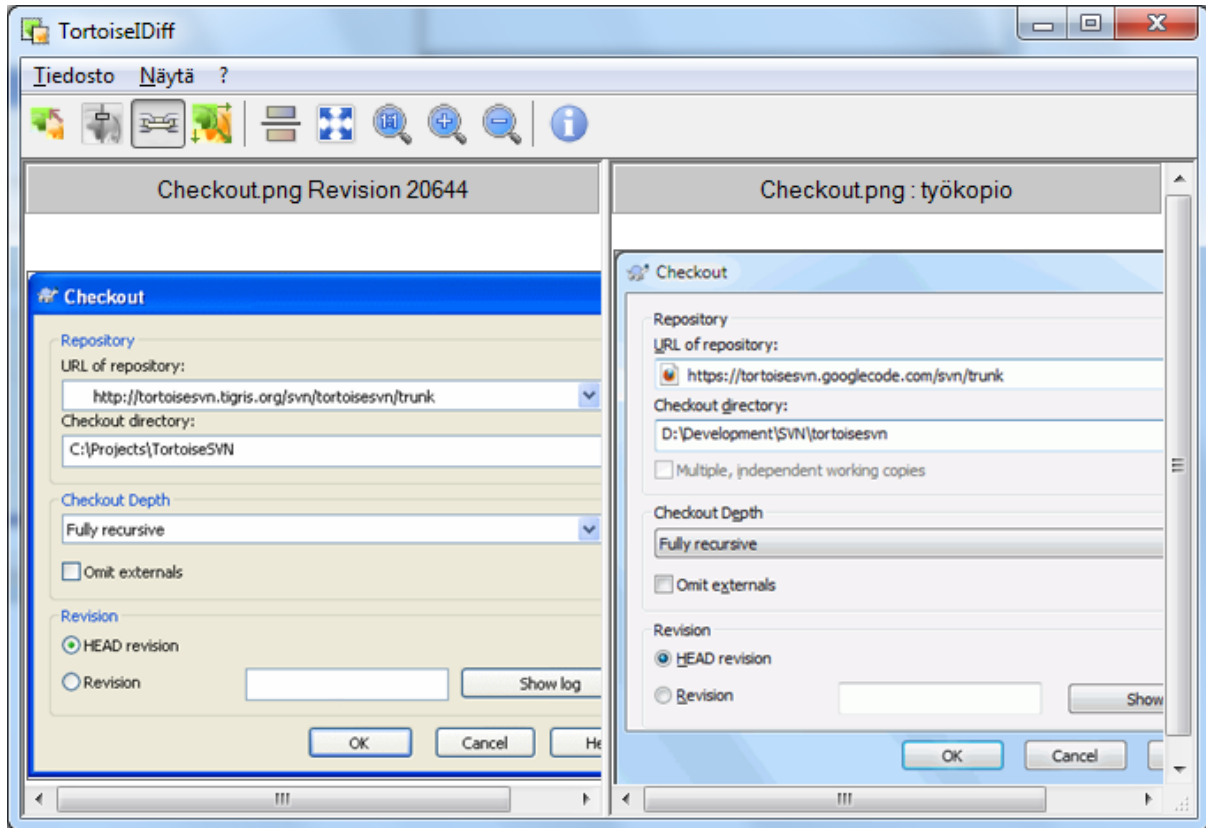 TortoiseIDiff
Tiedosto Näytä ?
Checkout.png Revision 20644
Checkout
Repository
URL of repository:
http://tortoisesvn.tigris.org/svn/tortoisesvn/trunk
Checkout directory:
C:\Projects\TortoiseSVN
Checkout Depth
Fully recursive
Omit externals
Revision
HEAD revision
Revision
Show log
OK Cancel He
Checkout.png : työkopio
Checkout
Repository
URL of repository:
https://tortoisesvn.googlecode.com/svn/trunk
Checkout directory:
D:\Development\SVN\tortoisesvn
Multiple, independent working copies
Checkout Depth
Fully recursive
Omit externals
Revision
HEAD revision
Revision
Show
OK Cancel